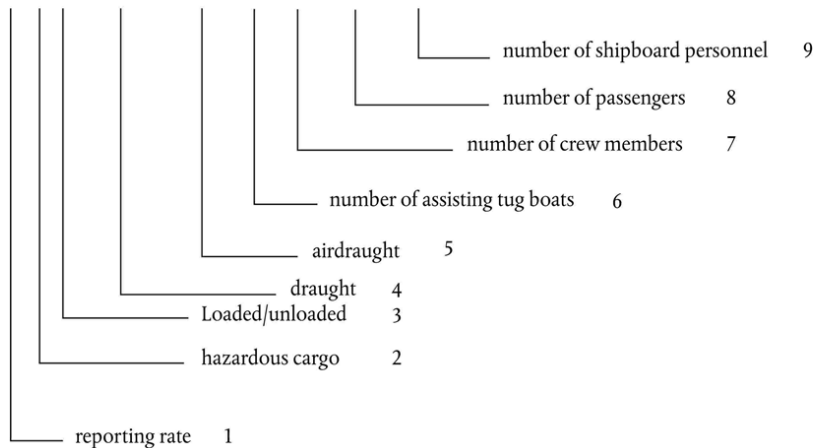 number of shipboard personnel 9
number of passengers 8
number of crew members 7
number of assisting tug boats 6
airdraught 5
draught 4
Loaded/unloaded 3
hazardous cargo 2
reporting rate 1